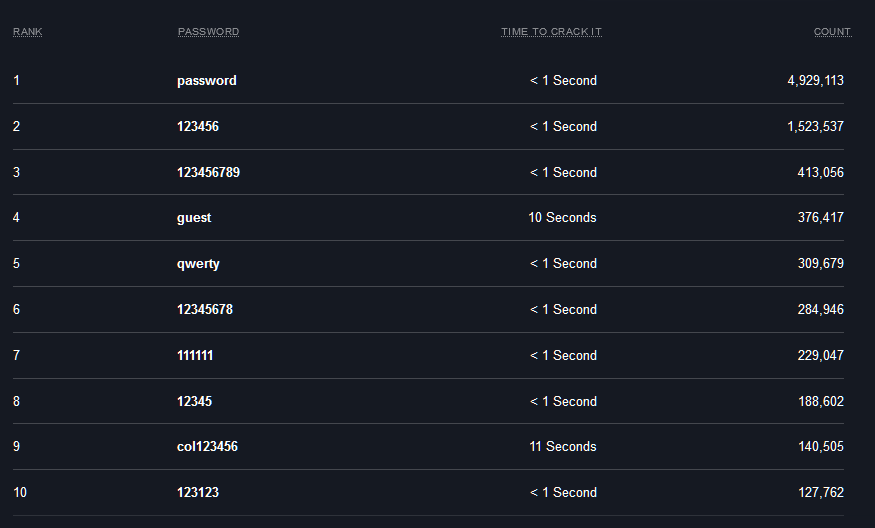 RANK PASSWORD TIME TO CRACK IT COUNT
1 password < 1 Second 4,929,113
2 123456 < 1 Second 1,523,537
3 123456789 < 1 Second 413,056
4 guest 10 Seconds 376,417
5 qwerty < 1 Second 309,679
6 12345678 < 1 Second 284,946
7 111111 < 1 Second 229,047
8 12345 < 1 Second 188,602
9 col123456 11 Seconds 140,505
10 123123 < 1 Second 127,762